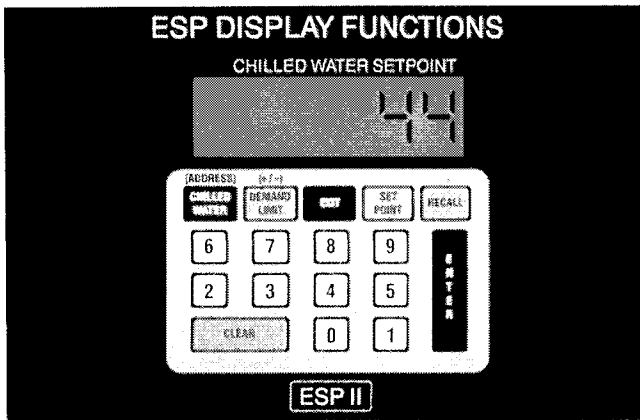 ESP DISPLAY FUNCTIONS
CHILLED WATER SETPOINT
44
(ADDRESS) (+/-)
CHILLED WATER DEMAND LIMIT EOT SET POINT RECALL
6 7 8 9
2 3 4 5
ENTER
CLEAR 0 1
ESP II